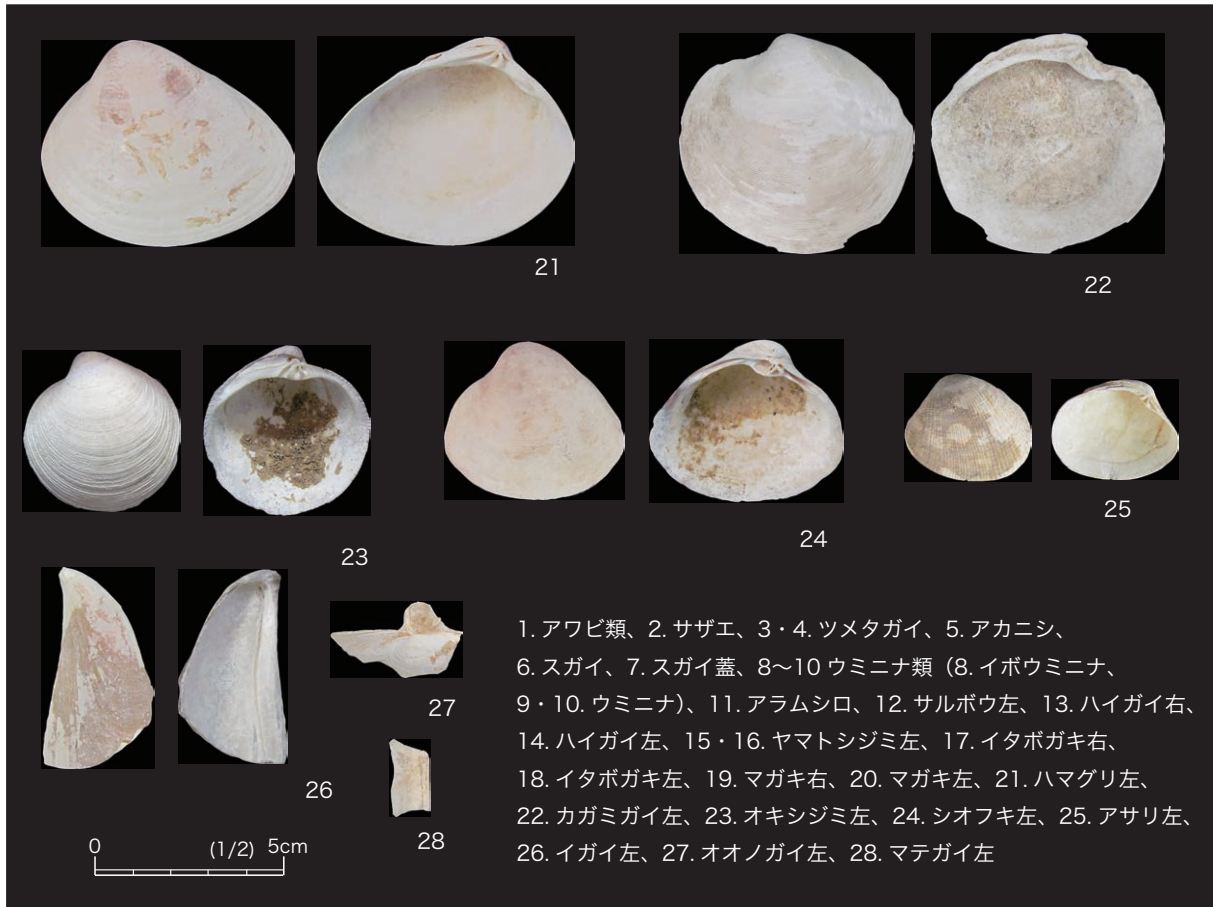 21
22
23
24
25
26
27
28
1. アワビ類、2. サザエ、3・4. ツメタガイ、5. アカニシ、
6. スガイ、7. スガイ蓋、8〜10 ウミニナ類（8. イボウミニナ、
9・10. ウミニナ）、11. アラムシロ、12. サルボウ左、13. ハイガイ右、
14. ハイガイ左、15・16. ヤマトシジミ左、17. イタボガキ右、
18. イタボガキ左、19. マガキ右、20. マガキ左、21. ハマグリ左、
22. カガミガイ左、23. オキシジミ左、24. シオフキ左、25. アサリ左、
26. イガイ左、27. オオノガイ左、28. マテガイ左
0 (1/2) 5cm